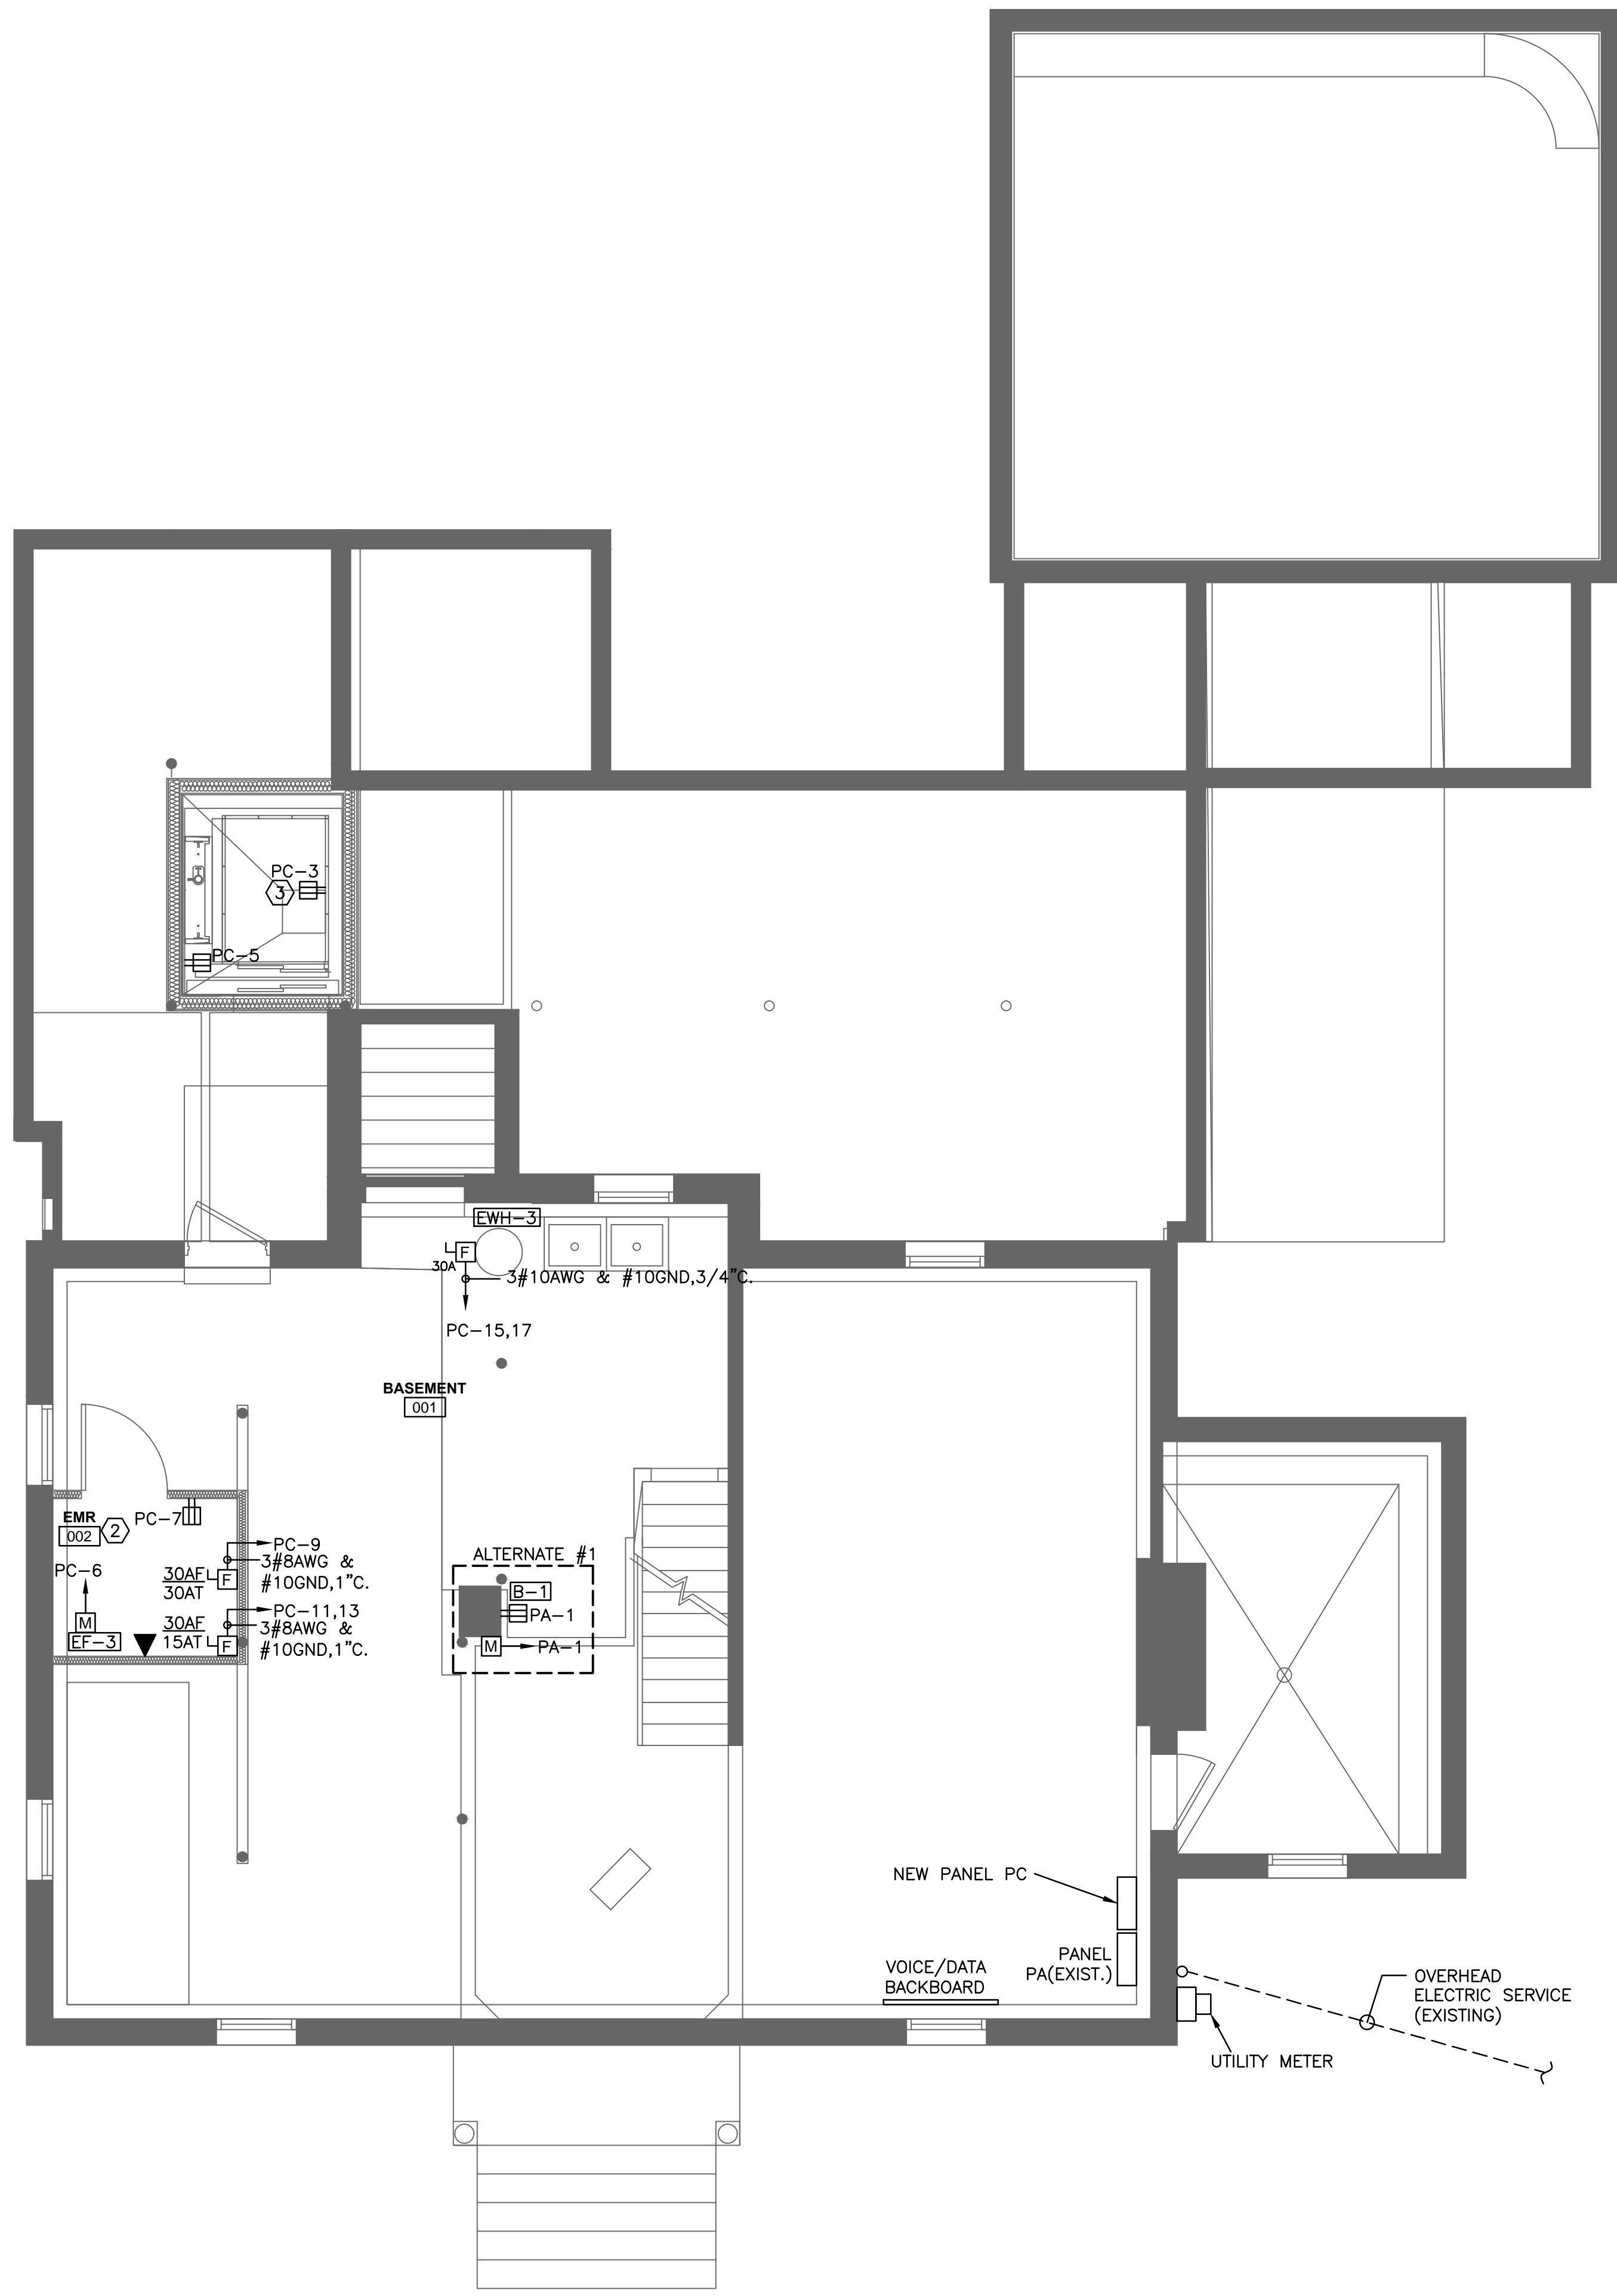 PC-3
3
PC-5
EWH-3
F
30A
3#10AWG & #10GND,3/4"C.
PC-15,17
BASEMENT
001
EMR
002
2
PC-7
PC-6
M
EF-3
PC-9
3#8AWG &
#10GND,1"C.
30AF
30AT
F
PC-11,13
3#8AWG &
#10GND,1"C.
30AF
15AT
F
ALTERNATE #1
B-1
PA-1
M
PA-1
NEW PANEL PC
PANEL
PA(EXIST.)
VOICE/DATA
BACKBOARD
OVERHEAD
ELECTRIC SERVICE
(EXISTING)
UTILITY METER